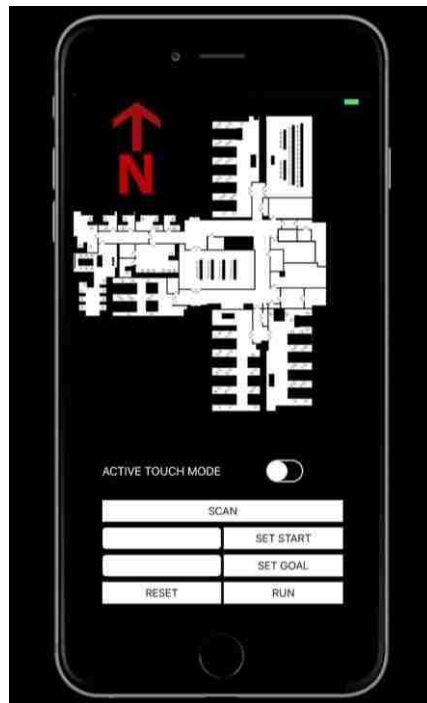 N
ACTIVE TOUCH MODE
SCAN
SET START
SET GOAL
RESET
RUN